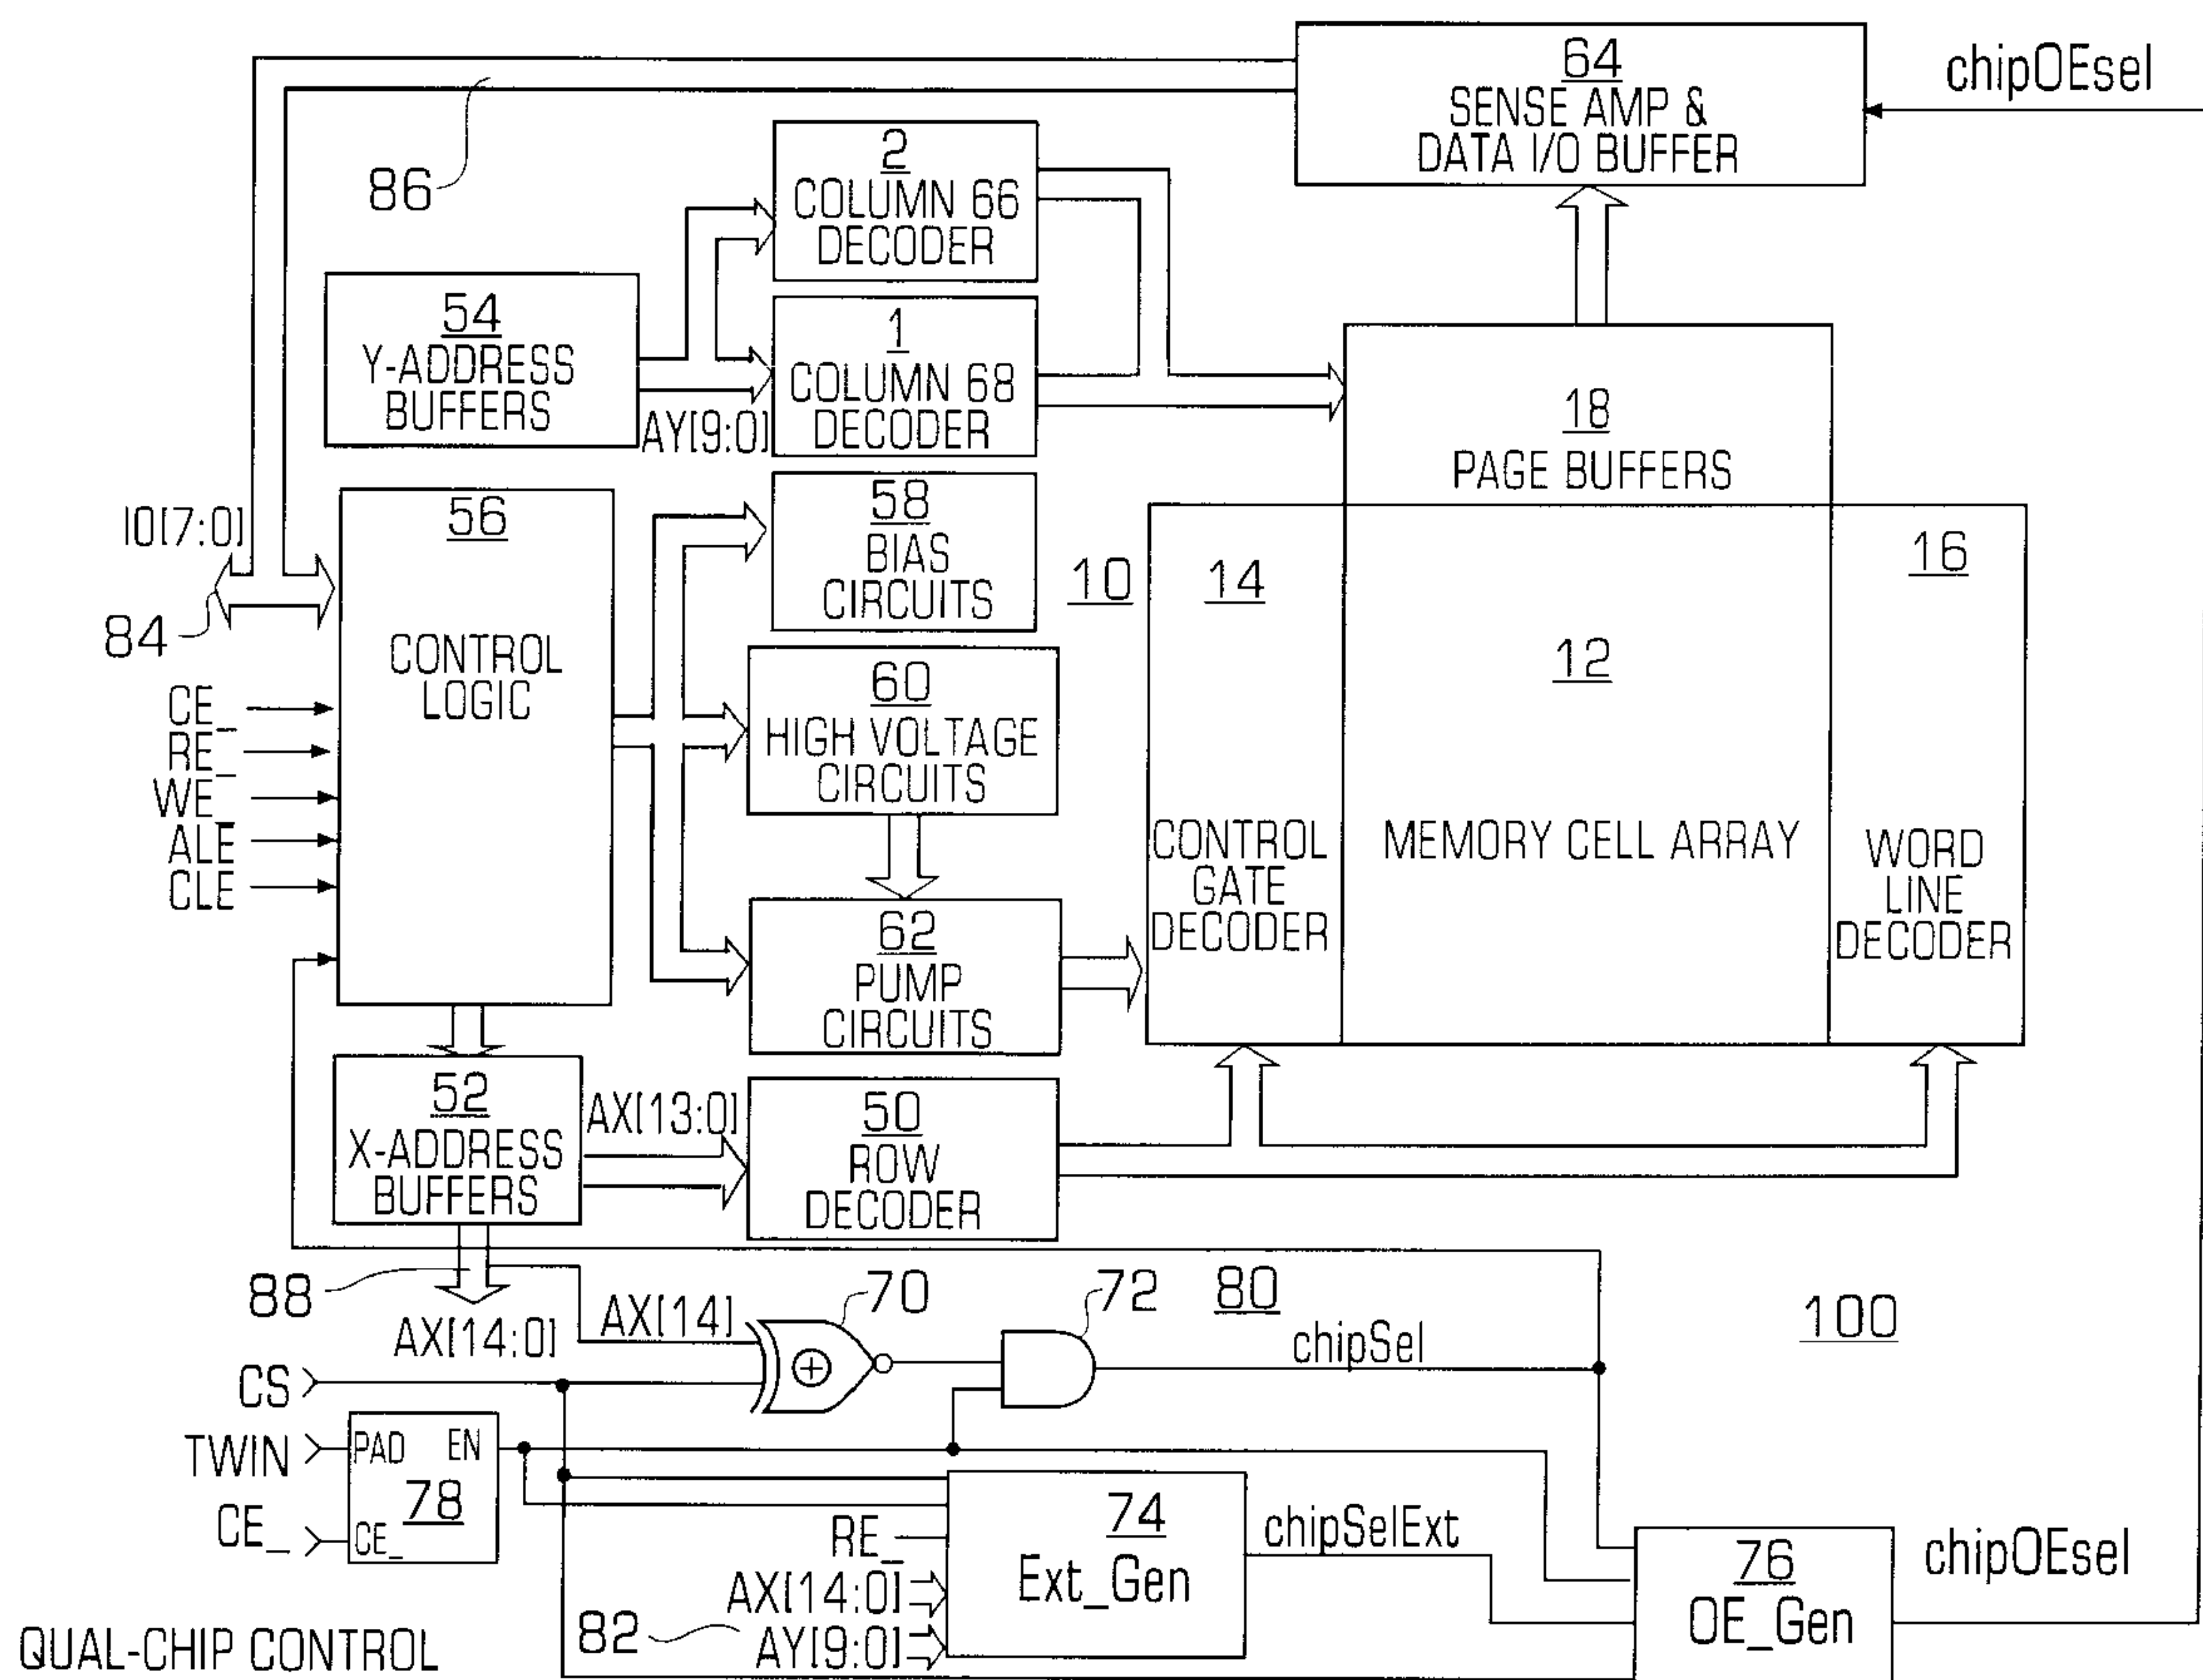 64
SENSE AMP &
DATA I/O BUFFER
chipOEsel
86
2
COLUMN 66
DECODER
54
Y-ADDRESS
BUFFERS
AY[9:0]
1
COLUMN 68
DECODER
18
PAGE BUFFERS
IO[7:0]
84
56
CONTROL
LOGIC
58
BIAS
CIRCUITS
10
14
CONTROL
GATE
DECODER
12
MEMORY CELL ARRAY
16
WORD
LINE
DECODER
CE_
RE_
WE_
ALE
CLE
60
HIGH VOLTAGE
CIRCUITS
62
PUMP
CIRCUITS
52
X-ADDRESS
BUFFERS
AX[13:0]
50
ROW
DECODER
88
AX[14:0]
AX[14]
70
72
80
chipSel
100
CS
TWIN
CE_
PAD EN
78
CE_
RE_
AX[14:0]
82
AY[9:0]
74
Ext_Gen
chipSelExt
76
OE_Gen
chipOEsel
QUAL-CHIP CONTROL